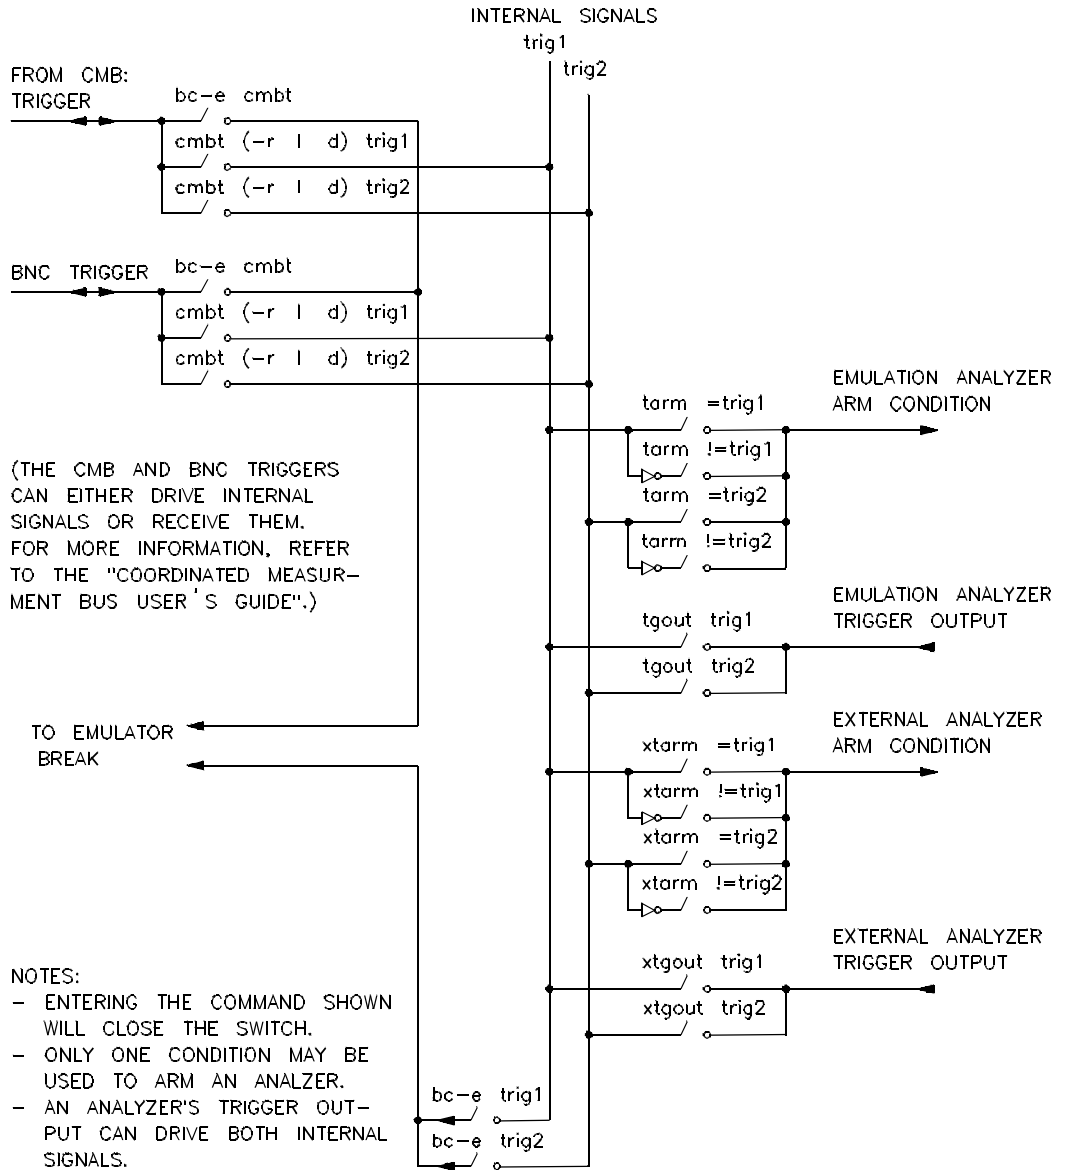 INTERNAL SIGNALS
trig1
trig2
FROM CMB:
TRIGGER
bc-e cmbt
cmbt (-r | d) trig1
cmbt (-r | d) trig2
BNC TRIGGER
bc-e cmbt
cmbt (-r | d) trig1
cmbt (-r | d) trig2
(THE CMB AND BNC TRIGGERS
CAN EITHER DRIVE INTERNAL
SIGNALS OR RECEIVE THEM.
FOR MORE INFORMATION, REFER
TO THE "COORDINATED MEASUR-
MENT BUS USER'S GUIDE".)
tarm =trig1
tarm !=trig1
tarm =trig2
tarm !=trig2
EMULATION ANALYZER
ARM CONDITION
tgout trig1
tgout trig2
EMULATION ANALYZER
TRIGGER OUTPUT
TO EMULATOR
BREAK
xtarm =trig1
xtarm !=trig1
xtarm =trig2
xtarm !=trig2
EXTERNAL ANALYZER
ARM CONDITION
xtgout trig1
xtgout trig2
EXTERNAL ANALYZER
TRIGGER OUTPUT
NOTES:
- ENTERING THE COMMAND SHOWN
WILL CLOSE THE SWITCH.
- ONLY ONE CONDITION MAY BE
USED TO ARM AN ANALZER.
- AN ANALYZER'S TRIGGER OUT-
PUT CAN DRIVE BOTH INTERNAL
SIGNALS.
bc-e trig1
bc-e trig2